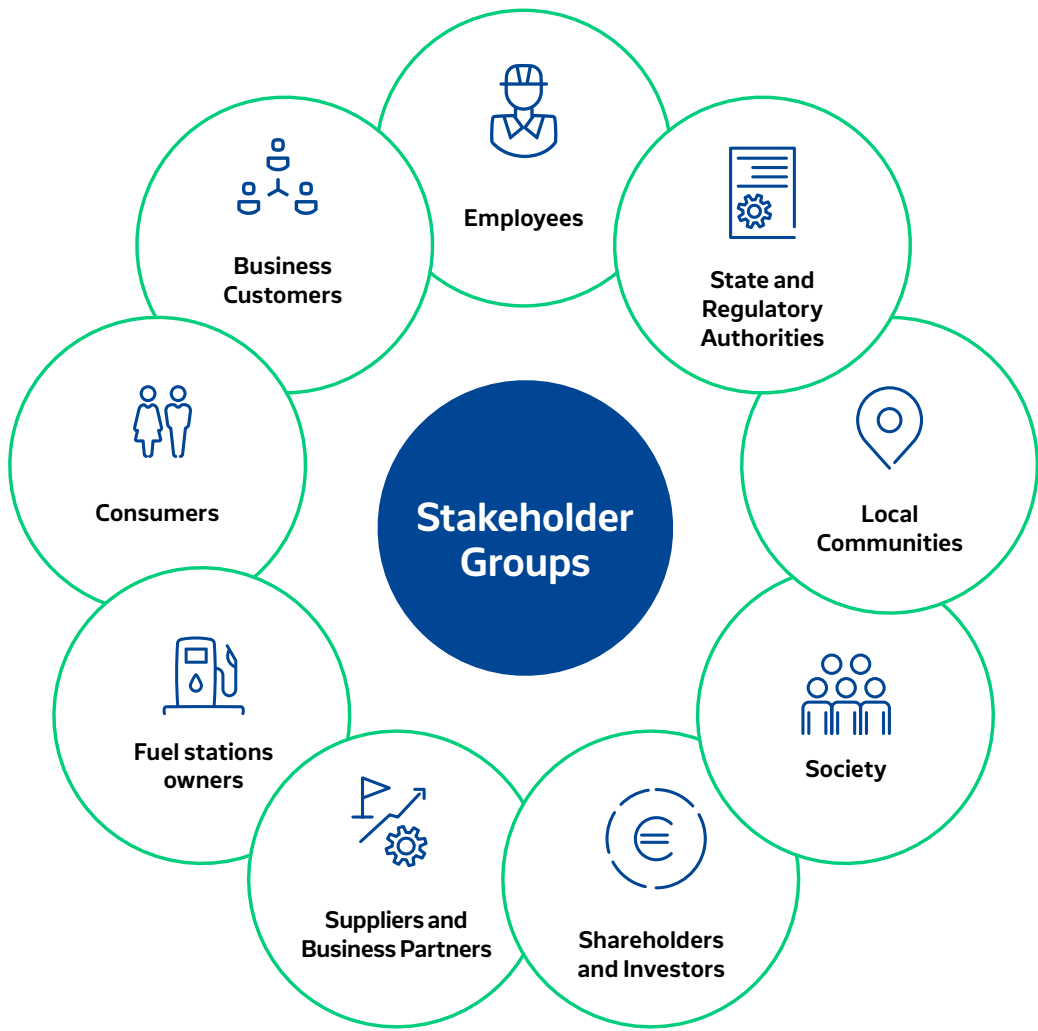 Employees
State and
Regulatory
Authorities
Local
Communities
Society
Shareholders
and Investors
Suppliers and
Business Partners
Fuel stations
owners
Consumers
Business
Customers
Stakeholder
Groups